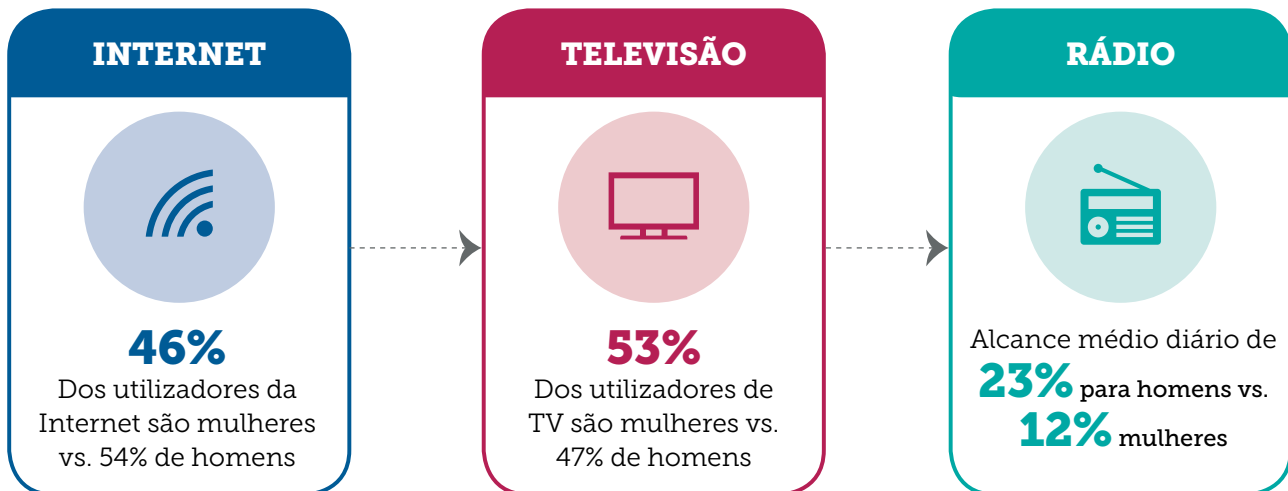 INTERNET
46%
Dos utilizadores da
Internet são mulheres
vs. 54% de homens
TELEVISÃO
53%
Dos utilizadores de
TV são mulheres vs.
47% de homens
RÁDIO
Alcance médio diário de
23% para homens vs.
12% mulheres